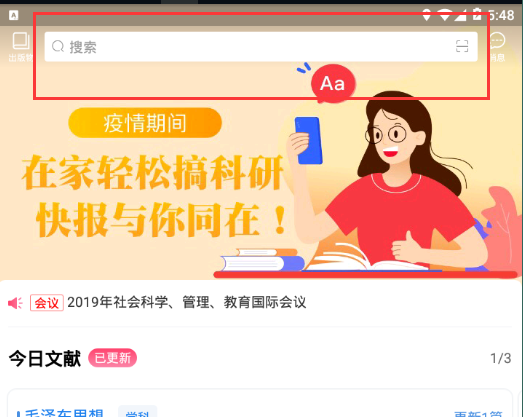 5:48
搜索
Aa
疫情期间
在家轻松搞科研
快报与你同在！
会议 2019年社会科学、管理、教育国际会议
今日文献 已更新 1/3
毛泽东思想 学科 更新1篇